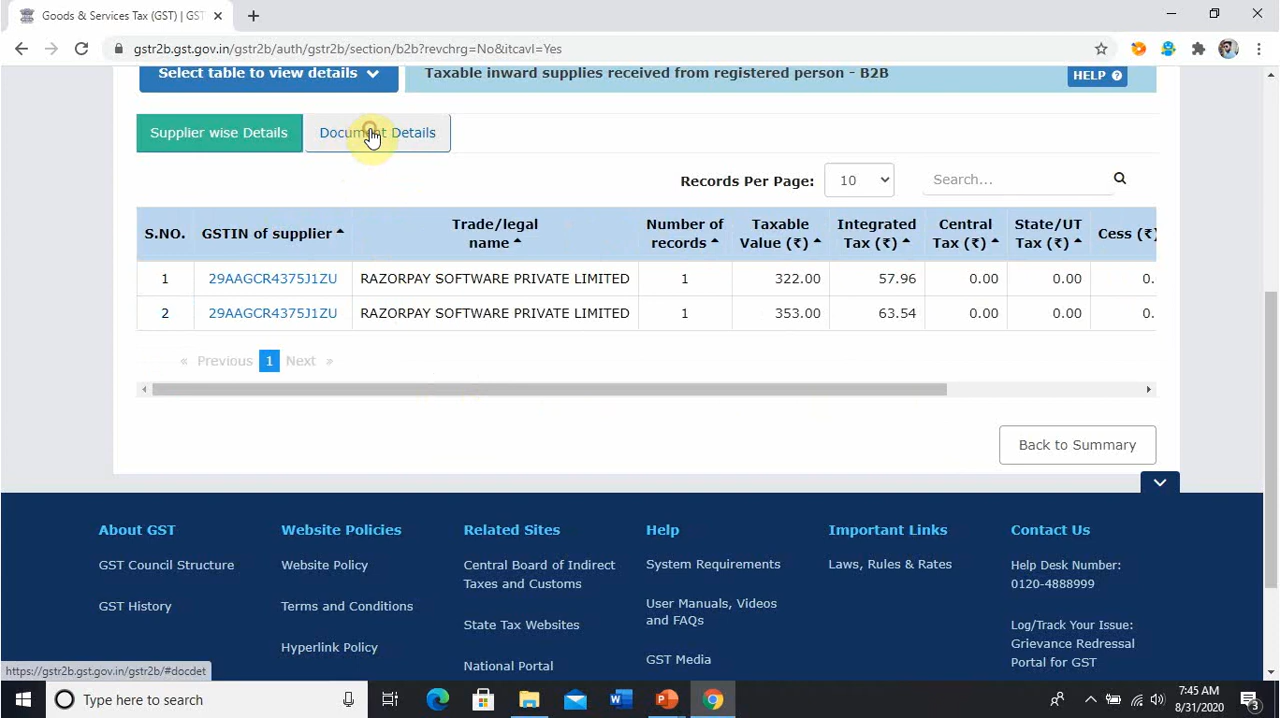 Goods & Services Tax (GST) | GST
gstr2b.gst.gov.in/gstr2b/auth/gstr2b/section/b2b?revchrg=No&itcavl=Yes
Select table to view details
Taxable inward supplies received from registered person - B2B
HELP
Supplier wise Details
Document Details
Records Per Page: 10 Search...
S.NO. GSTIN of supplier Trade/legal name Number of records Taxable Value (₹) Integrated Tax (₹) Central Tax (₹) State/UT Tax (₹) Cess (₹)
1 29AAGCR4375J1ZU RAZORPAY SOFTWARE PRIVATE LIMITED 1 322.00 57.96 0.00 0.00 0.
2 29AAGCR4375J1ZU RAZORPAY SOFTWARE PRIVATE LIMITED 1 353.00 63.54 0.00 0.00 0.
« Previous 1 Next »
Back to Summary
About GST
GST Council Structure
GST History
Website Policies
Website Policy
Terms and Conditions
Hyperlink Policy
Related Sites
Central Board of Indirect
Taxes and Customs
State Tax Websites
National Portal
Help
System Requirements
User Manuals, Videos
and FAQs
GST Media
Important Links
Laws, Rules & Rates
Contact Us
Help Desk Number:
0120-4888999
Log/Track Your Issue:
Grievance Redressal
Portal for GST
https://gstr2b.gst.gov.in/gstr2b/#docdet
Type here to search
7:45 AM
8/31/2020
3